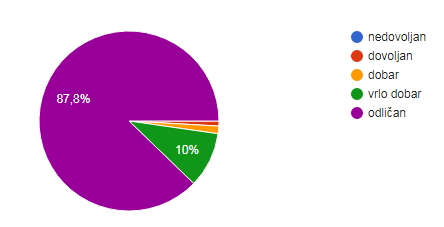 nedovoljan
dovoljan
dobar
vrlo dobar
odličan
87,8%
10%